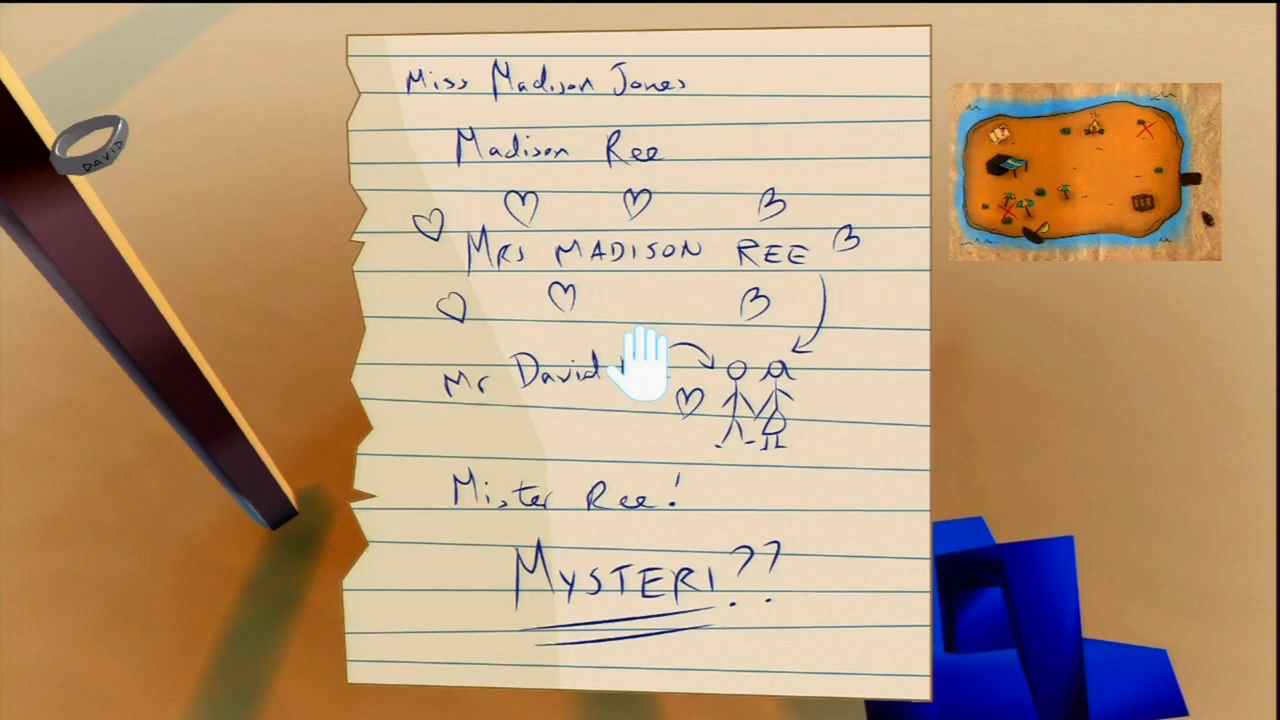 Miss Madison Jones
Madison Ree
MRS MADISON REE
Mr David
Mister Ree!
MYSTERI??
DAVID